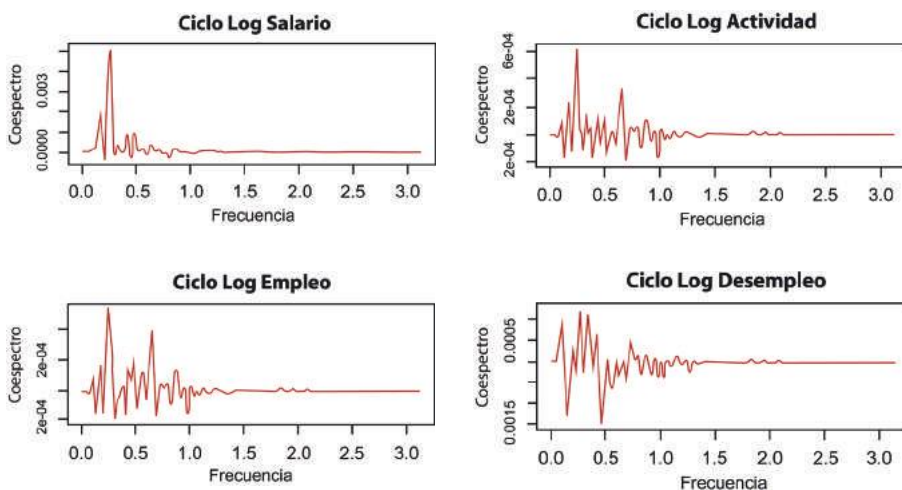 Ciclo Log Salario
Coespectro
0.003
0.0000
0.0 0.5 1.0 1.5 2.0 2.5 3.0
Frecuencia
Ciclo Log Actividad
Coespectro
6e-04
2e-04
2e-04
0.0 0.5 1.0 1.5 2.0 2.5 3.0
Frecuencia
Ciclo Log Empleo
Coespectro
2e-04
2e-04
0.0 0.5 1.0 1.5 2.0 2.5 3.0
Frecuencia
Ciclo Log Desempleo
Coespectro
0.0005
0.0015
0.0 0.5 1.0 1.5 2.0 2.5 3.0
Frecuencia